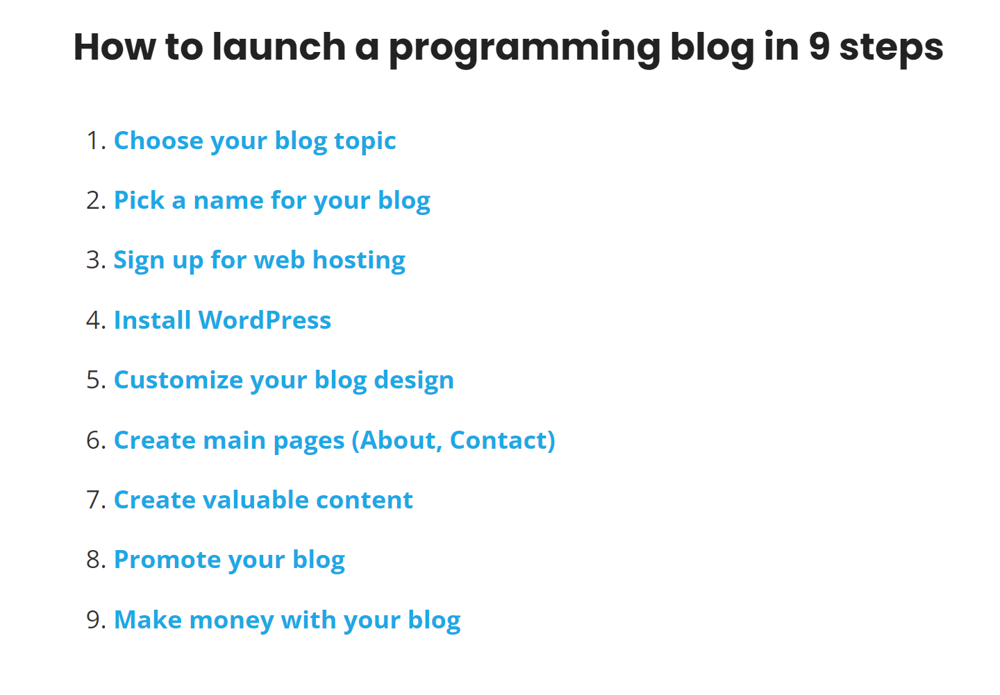 How to launch a programming blog in 9 steps
1. Choose your blog topic
2. Pick a name for your blog
3. Sign up for web hosting
4. Install WordPress
5. Customize your blog design
6. Create main pages (About, Contact)
7. Create valuable content
8. Promote your blog
9. Make money with your blog